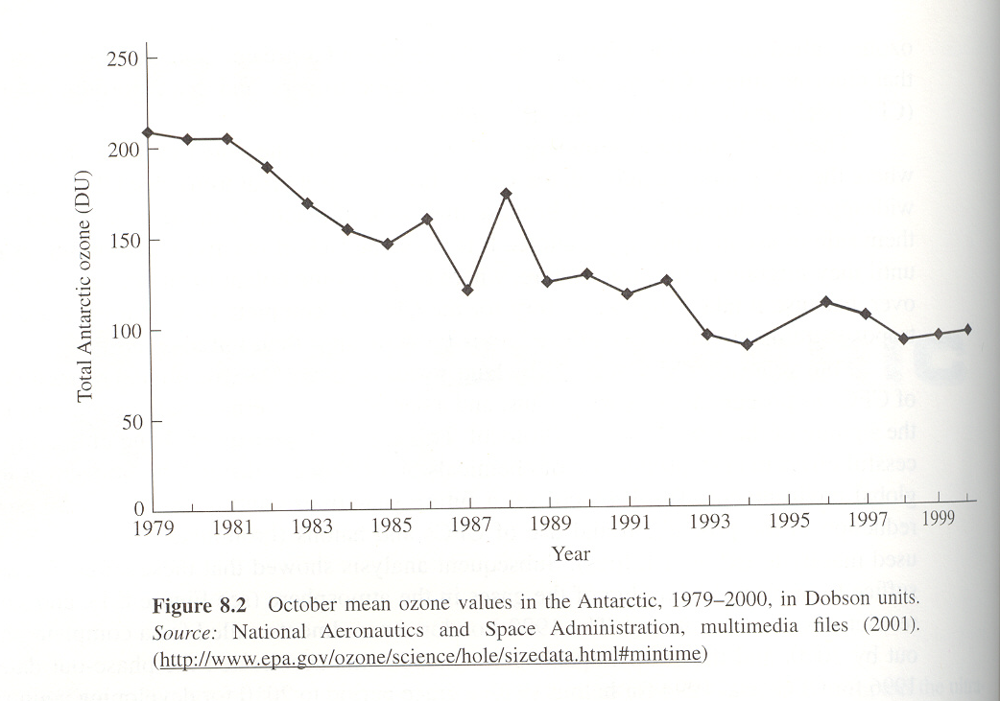 250
200
150
100
50
0
Total Antarctic ozone (DU)
1979 1981 1983 1985 1987 1989 1991 1993 1995 1997 1999
Year
Figure 8.2 October mean ozone values in the Antarctic, 1979–2000, in Dobson units.
Source: National Aeronautics and Space Administration, multimedia files (2001).
(http://www.epa.gov/ozone/science/hole/sizedata.html#mintime)